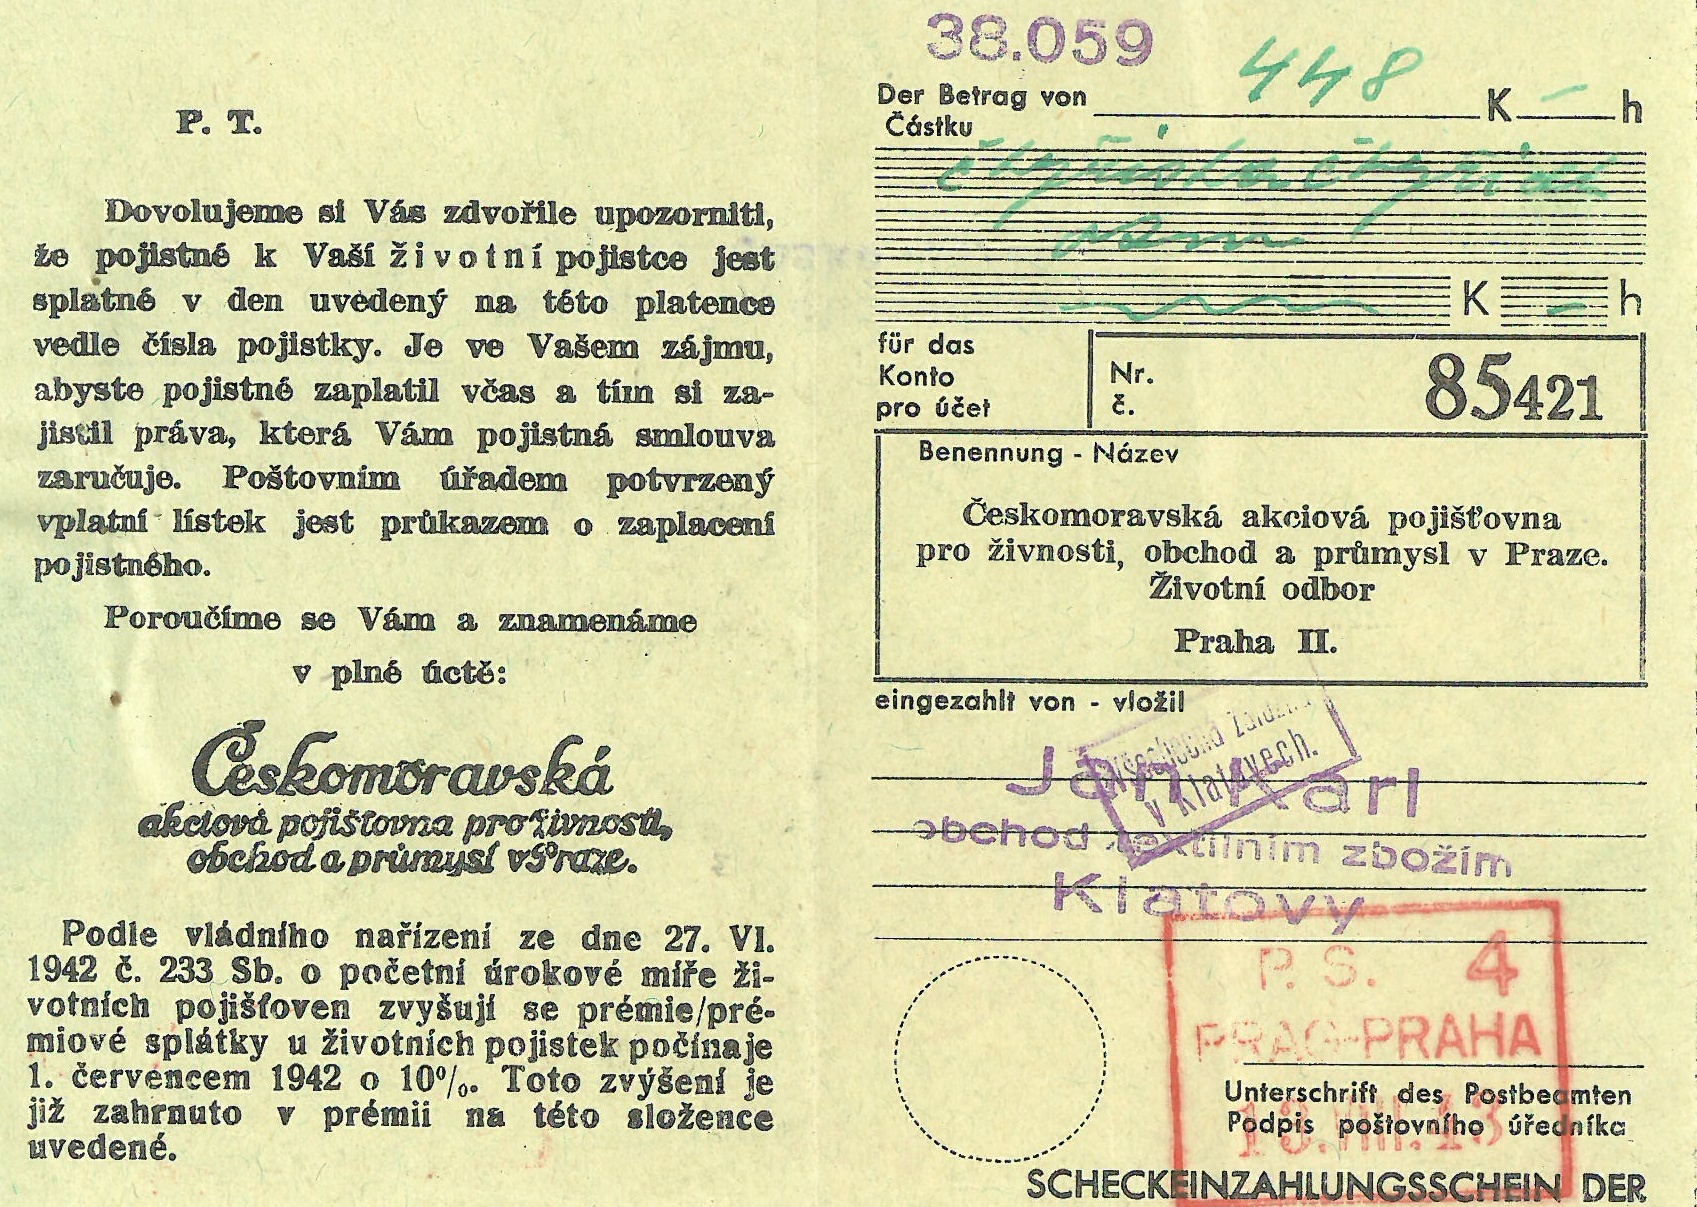 P. T.
Dovolujeme si Vás zdvořile upozorniti,
že pojistné k Vaší životní pojistce jest
splatné v den uvedený na této platence
vedle čísla pojistky. Je ve Vašem zájmu,
abyste pojistné zaplatil včas a tím si za-
jistil práva, která Vám pojistná smlouva
zaručuje. Poštovním úřadem potvrzený
vplatní lístek jest průkazem o zaplacení
pojistného.
Poroučíme se Vám a znamenáme
v plné úctě:
Českomoravská
akciová pojišťovna pro živnosti,
obchod a průmysl v Praze.
Podle vládního nařízení ze dne 27. VI.
1942 č. 233 Sb. o početní úrokové míře ži-
votních pojišťoven zvyšují se prémie/pré-
miové splátky u životních pojistek počínaje
1. červencem 1942 o 10%. Toto zvýšení je
již zahrnuto v prémii na této složence
uvedené.
38.059
Der Betrag von 448 K — h
Částku
čtyřista čtyřicet
osm
K — h
für das
Konto
pro účet
Nr.
č.
85421
Benennung - Název
Českomoravská akciová pojišťovna
pro živnosti, obchod a průmysl v Praze.
Životní odbor
Praha II.
eingezahlt von - vložil
Všeobecná Záložna
v Klatovech.
Jan Karl
obchod textilním zbožím
Klatovy
P. S. 4
PRAG-PRAHA
Unterschrift des Postbeamten
Podpis poštovního úředníka
SCHECKEINZAHLUNGSSCHEIN DER